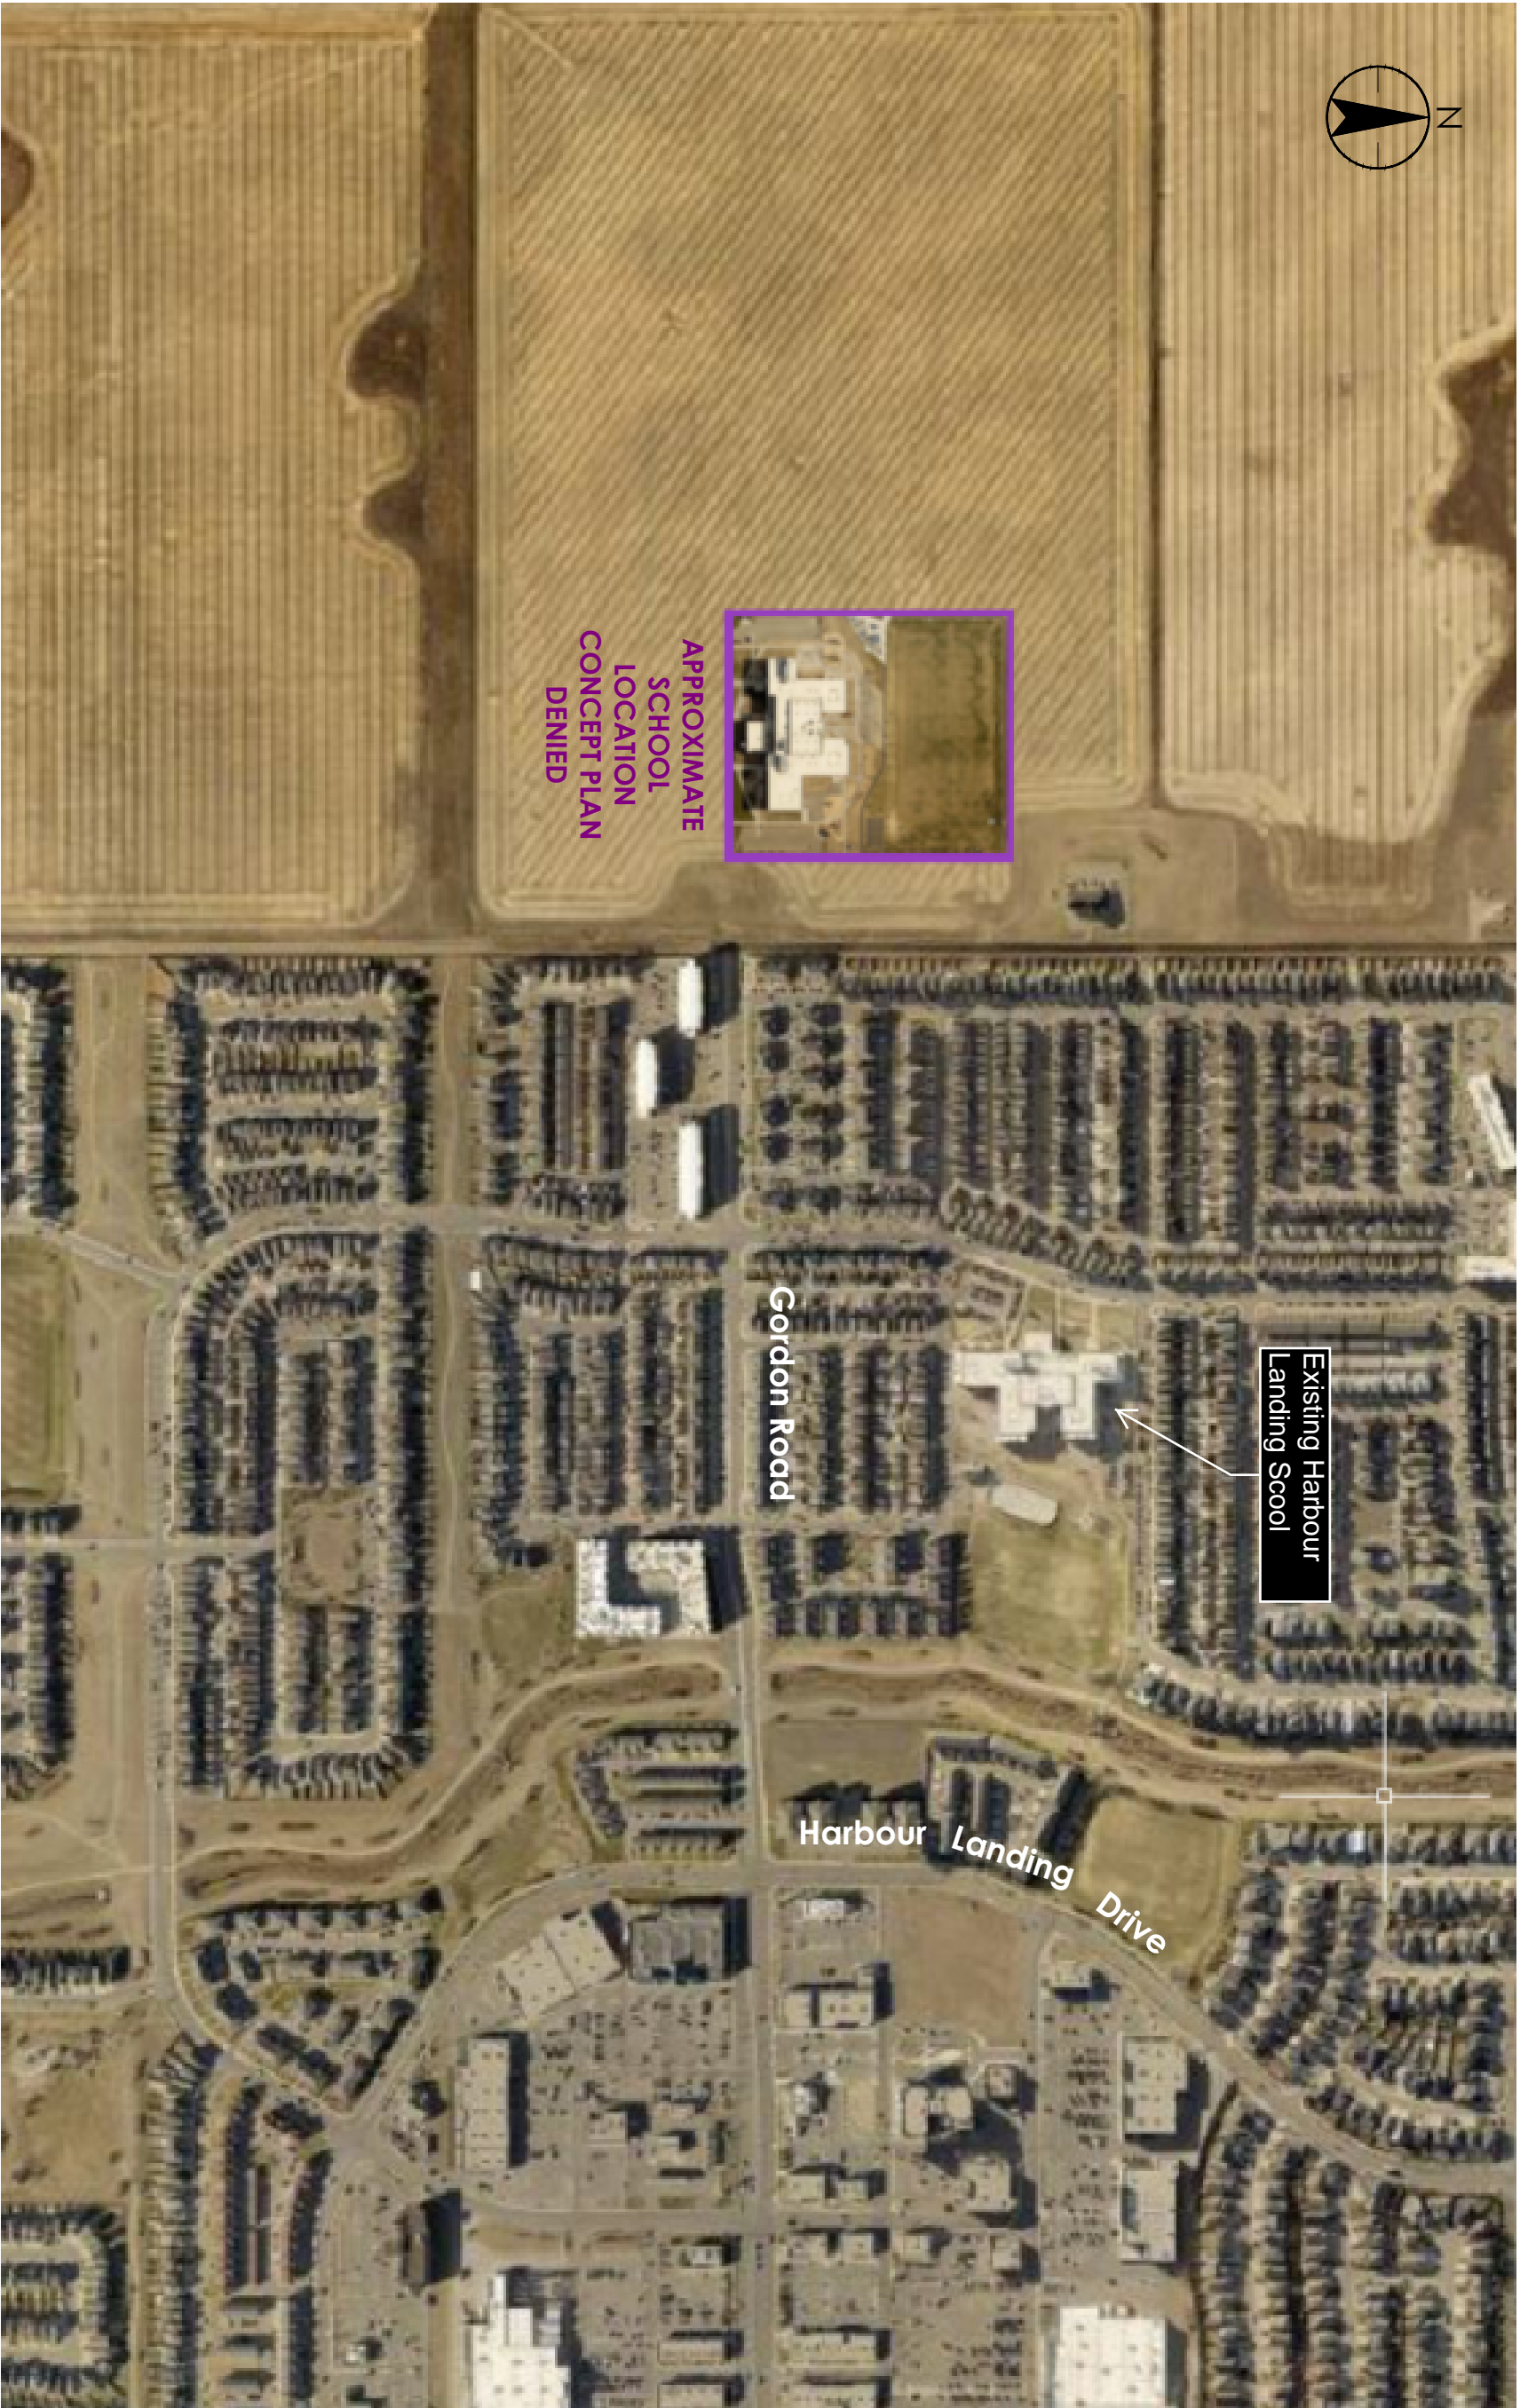 N
APPROXIMATE
SCHOOL
LOCATION
CONCEPT PLAN
DENIED
Existing Harbour
Landing Scool
Gordon Road
Harbour Landing Drive